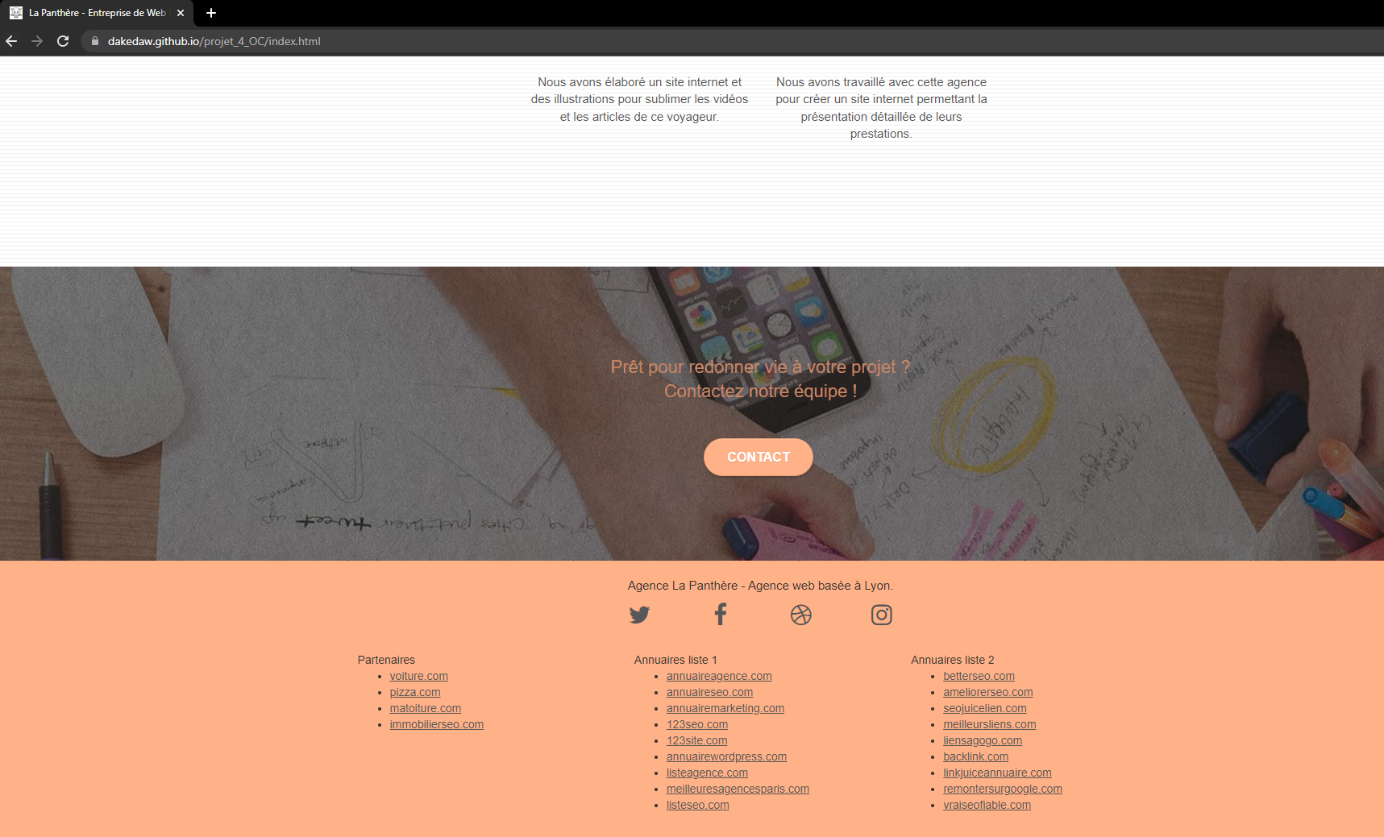 La Panthère - Entreprise de Web
dakedaw.github.io/projet_4_OC/index.html
Nous avons élaboré un site internet et
des illustrations pour sublimer les vidéos
et les articles de ce voyageur.
Nous avons travaillé avec cette agence
pour créer un site internet permettant la
présentation détaillée de leurs
prestations.
Prêt pour redonner vie à votre projet ?
Contactez notre équipe !
CONTACT
Agence La Panthère - Agence web basée à Lyon.
Partenaires
voiture.com
pizza.com
matoiture.com
immobilierseo.com
Annuaires liste 1
annuaireagence.com
annuaireseo.com
annuairemarketing.com
123seo.com
123site.com
annuairewordpress.com
listeagence.com
meilleuresagencesparis.com
listeseo.com
Annuaires liste 2
betterseo.com
ameliorerseo.com
seojuicelien.com
meilleursliens.com
liensagogo.com
backlink.com
linkjuiceannuaire.com
remontersurgoogle.com
vraiseofiable.com